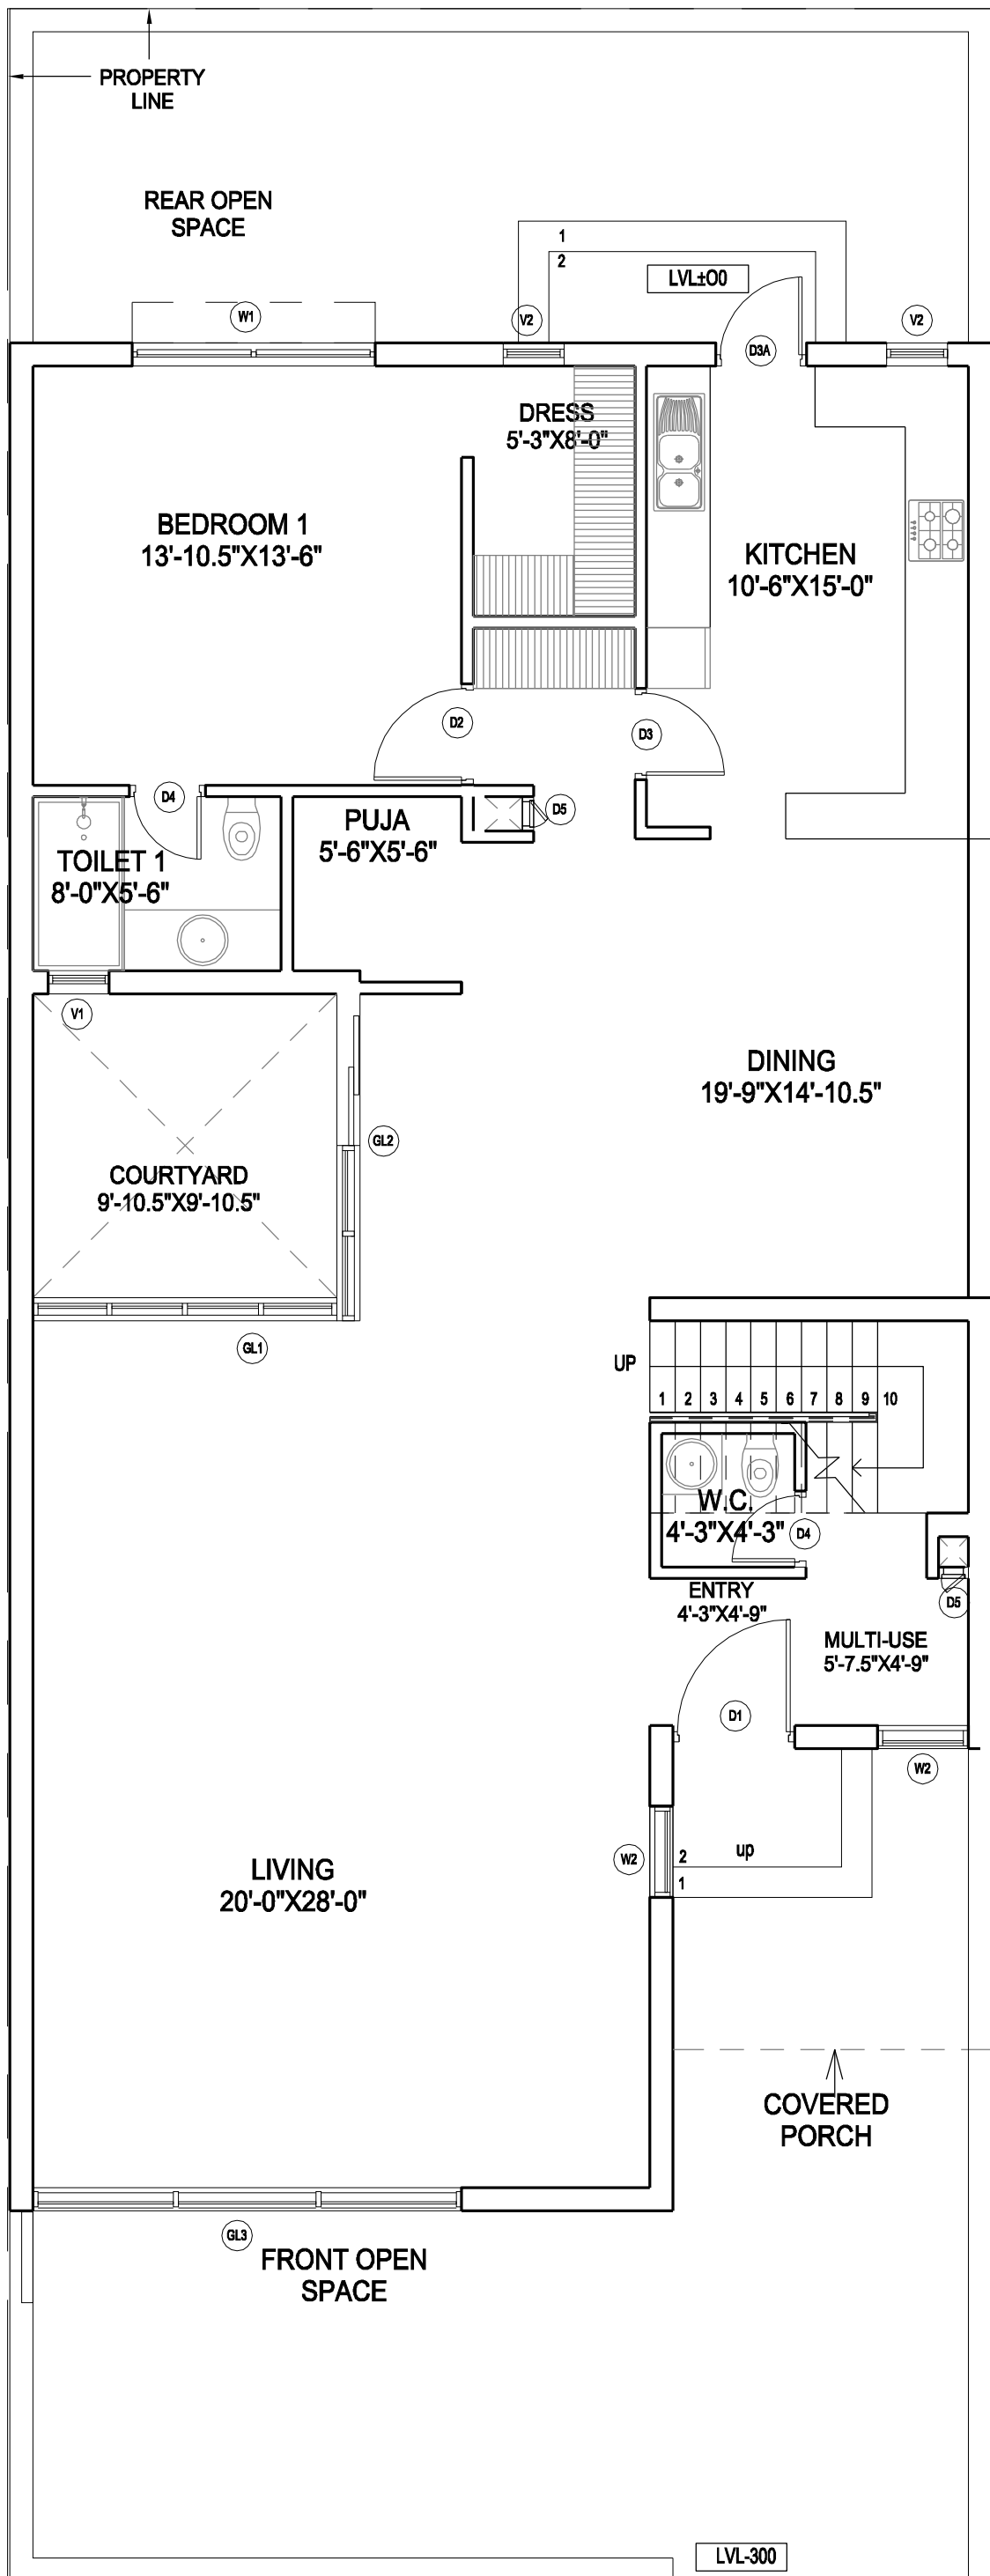 PROPERTY
LINE
REAR OPEN
SPACE
1
2
LVL±O0
W1
V2
V2
D3A
DRESS
5'-3"X8'-0"
BEDROOM 1
13'-10.5"X13'-6"
KITCHEN
10'-6"X15'-0"
D2
D3
D4
D5
PUJA
5'-6"X5'-6"
TOILET 1
8'-0"X5'-6"
V1
DINING
19'-9"X14'-10.5"
GL2
COURTYARD
9'-10.5"X9'-10.5"
GL1
UP
1 2 3 4 5 6 7 8 9 10
W.C.
4'-3"X4'-3"
D4
ENTRY
4'-3"X4'-9"
D5
MULTI-USE
5'-7.5"X4'-9"
D1
W2
up
W2
2
1
LIVING
20'-0"X28'-0"
COVERED
PORCH
GL3
FRONT OPEN
SPACE
LVL-300